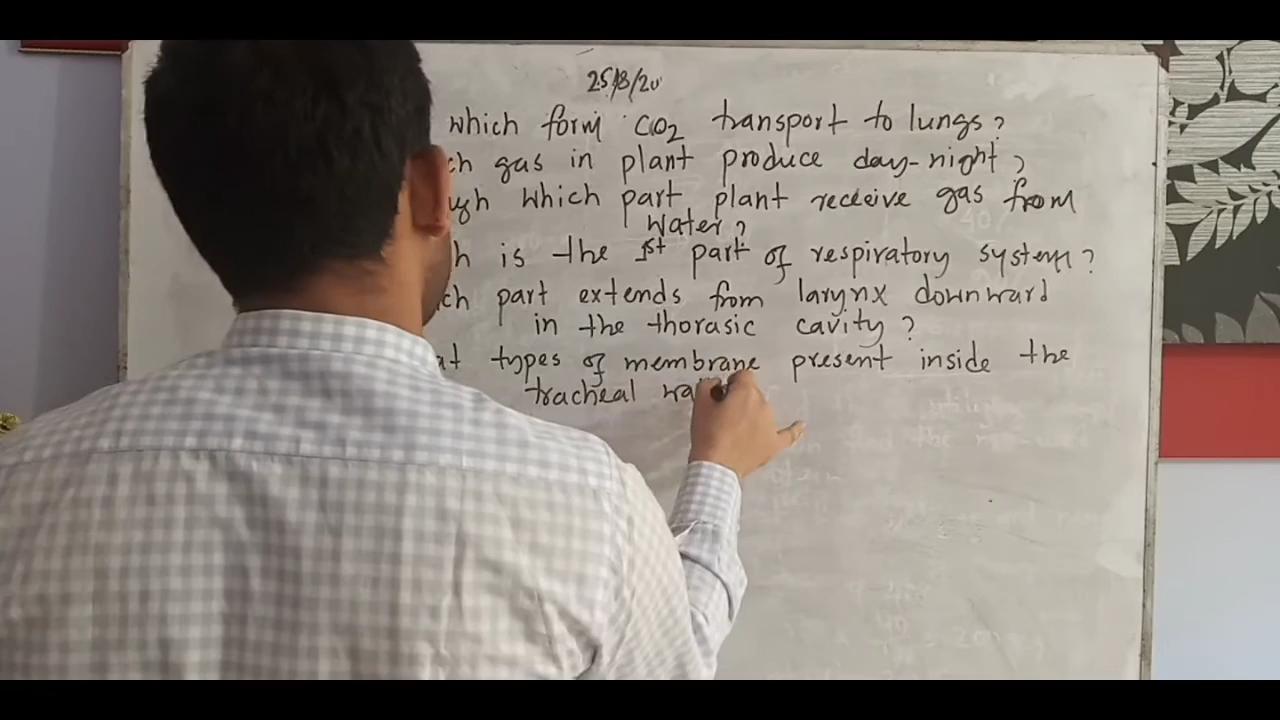 25/8/20
which form CO2 transport to lungs?
ch gas in plant produce day-night?
ugh which part plant receive gas from
water?
h is the 1st part of respiratory system?
ch part extends from larynx downward
in the thorasic cavity?
at types of membrane present inside the
tracheal wa